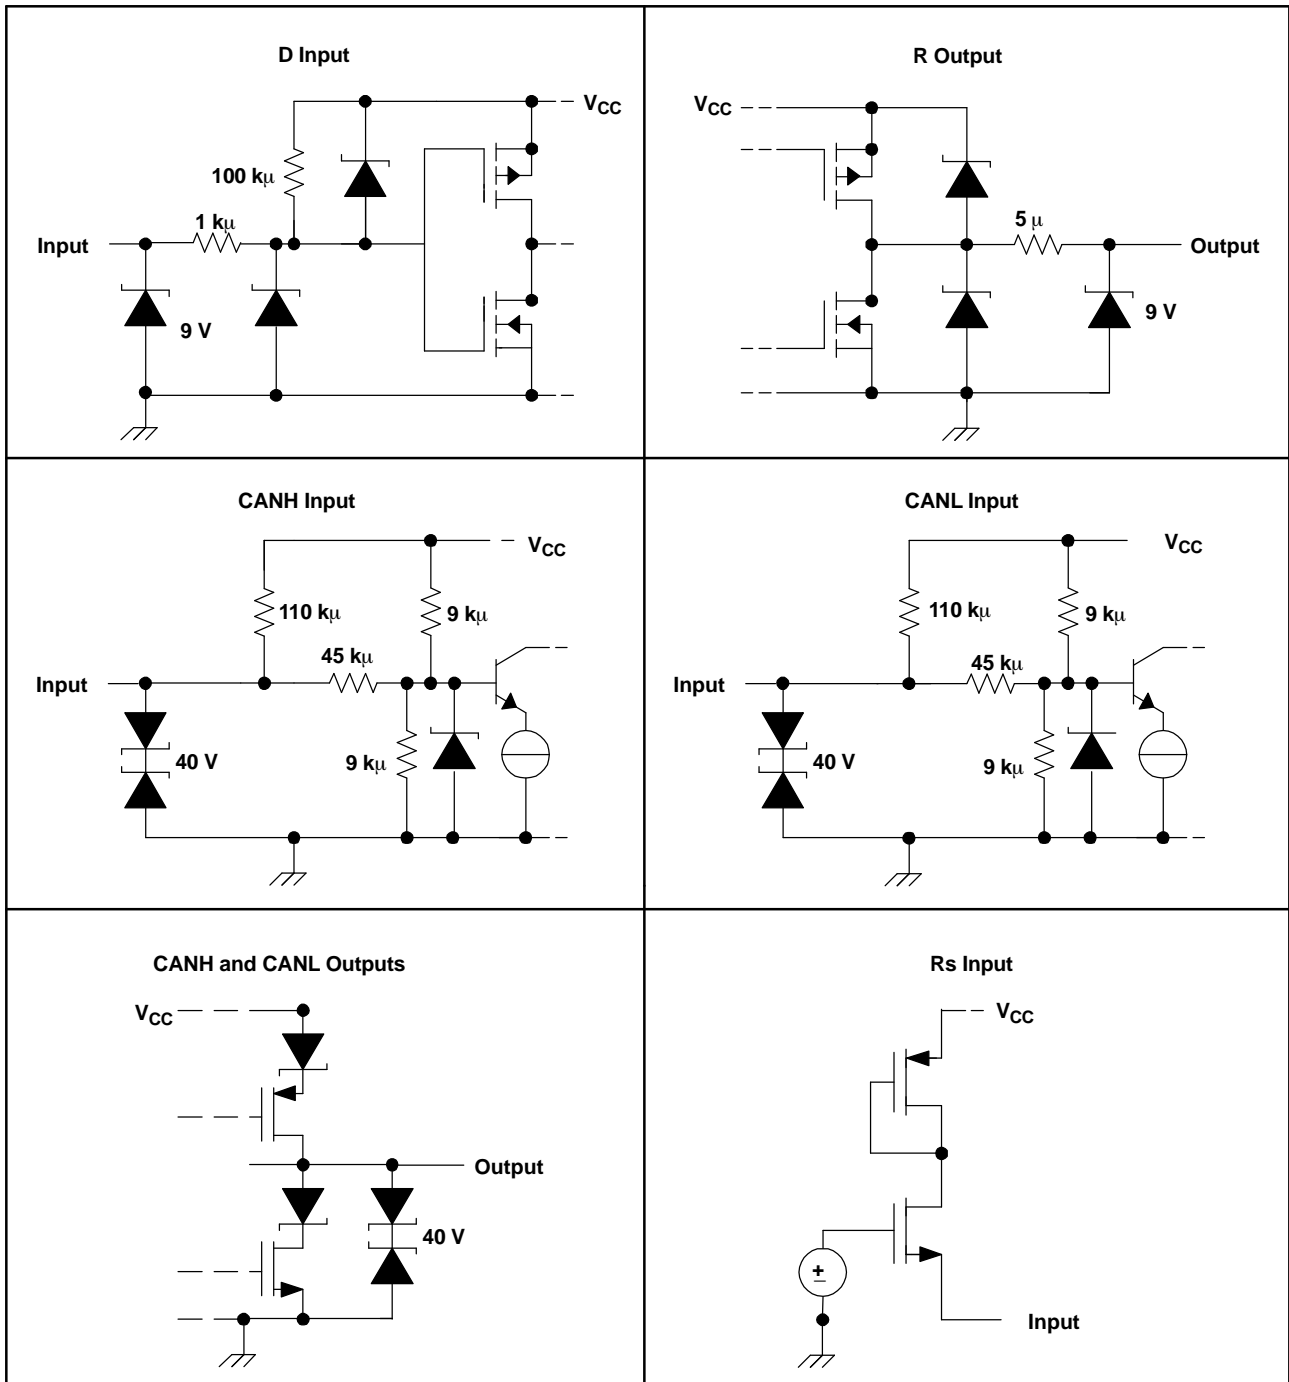 D Input
VCC
100 kμ
1 kμ
Input
9 V
R Output
VCC
5 μ
Output
9 V
CANH Input
VCC
110 kμ
9 kμ
45 kμ
Input
40 V
9 kμ
CANL Input
VCC
110 kμ
9 kμ
45 kμ
Input
40 V
9 kμ
CANH and CANL Outputs
VCC
Output
40 V
Rs Input
VCC
+
−
Input